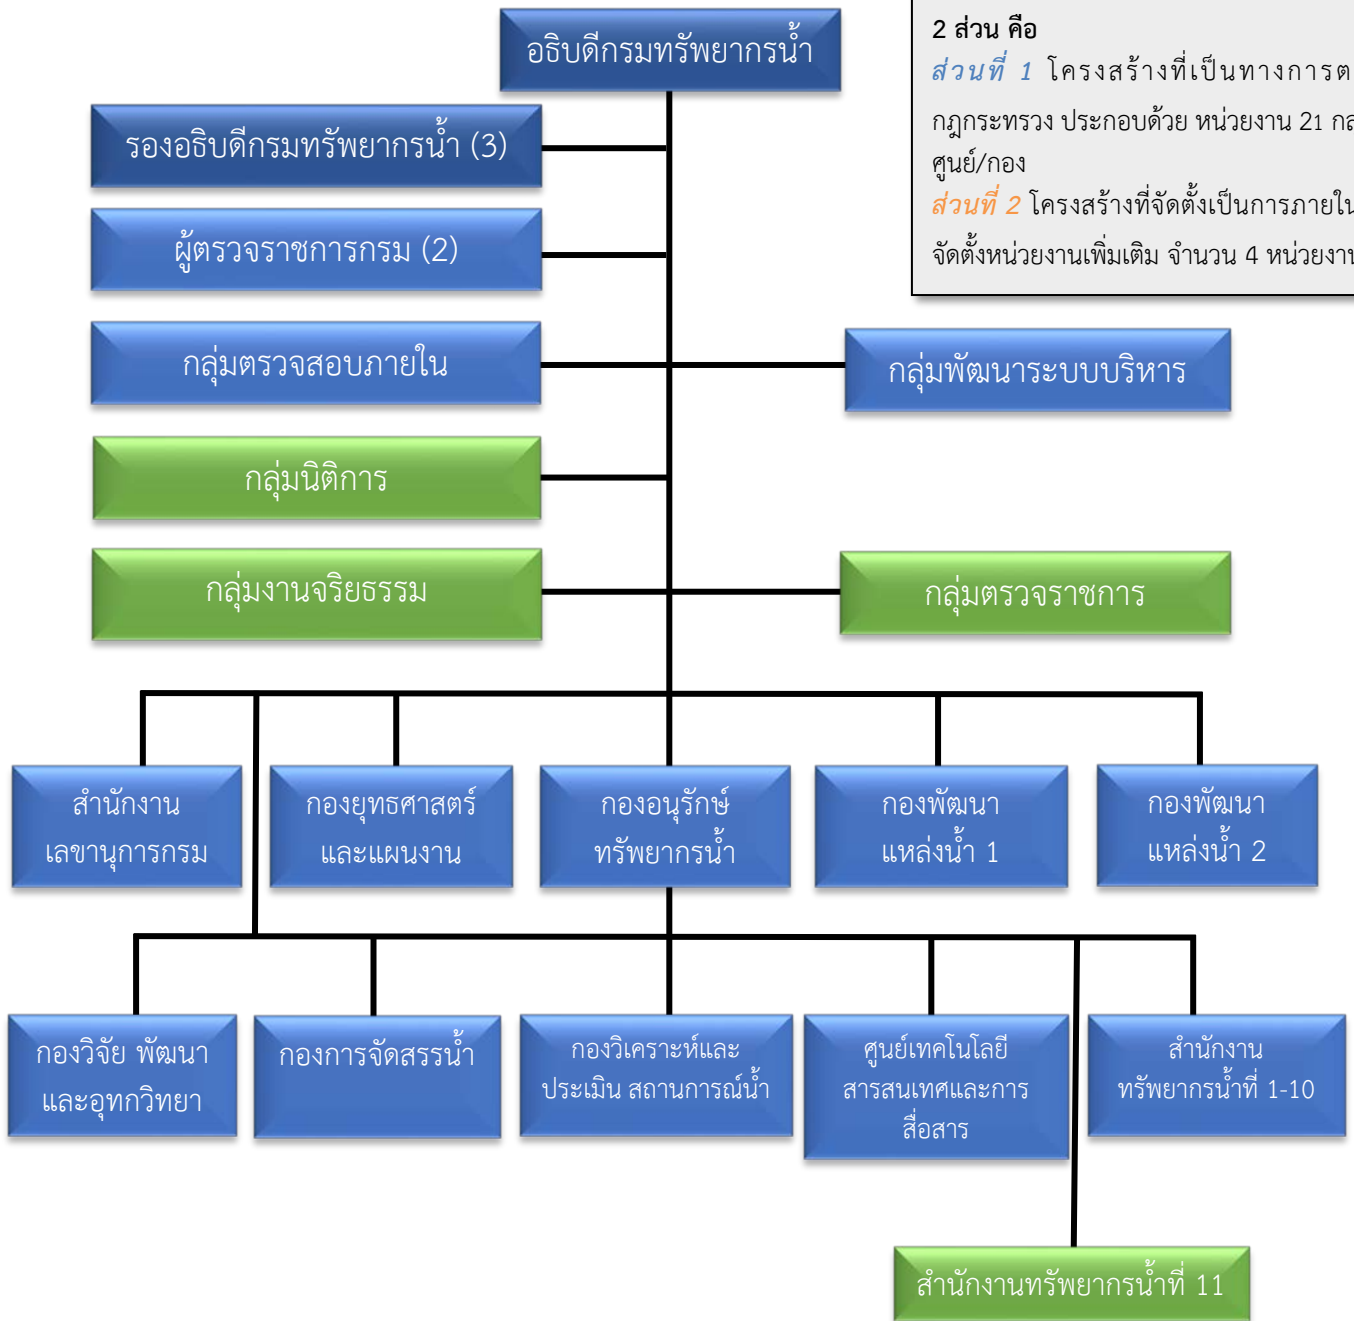 อธิบดีกรมทรัพยากรน้ำ
2 ส่วน คือ
ส่วนที่ 1 โครงสร้างที่เป็นทางการต
กฎกระทรวง ประกอบด้วย หน่วยงาน 21 กล
ศูนย์/กอง
ส่วนที่ 2 โครงสร้างที่จัดตั้งเป็นการภายใน
จัดตั้งหน่วยงานเพิ่มเติม จำนวน 4 หน่วยงาน
รองอธิบดีกรมทรัพยากรน้ำ (3)
ผู้ตรวจราชการกรม (2)
กลุ่มตรวจสอบภายใน
กลุ่มพัฒนาระบบบริหาร
กลุ่มนิติการ
กลุ่มงานจริยธรรม
กลุ่มตรวจราชการ
สำนักงาน
เลขานุการกรม
กองยุทธศาสตร์
และแผนงาน
กองอนุรักษ์
ทรัพยากรน้ำ
กองพัฒนา
แหล่งน้ำ 1
กองพัฒนา
แหล่งน้ำ 2
กองวิจัย พัฒนา
และอุทกวิทยา
กองการจัดสรรน้ำ
กองวิเคราะห์และ
ประเมิน สถานการณ์น้ำ
ศูนย์เทคโนโลยี
สารสนเทศและการ
สื่อสาร
สำนักงาน
ทรัพยากรน้ำที่ 1-10
สำนักงานทรัพยากรน้ำที่ 11